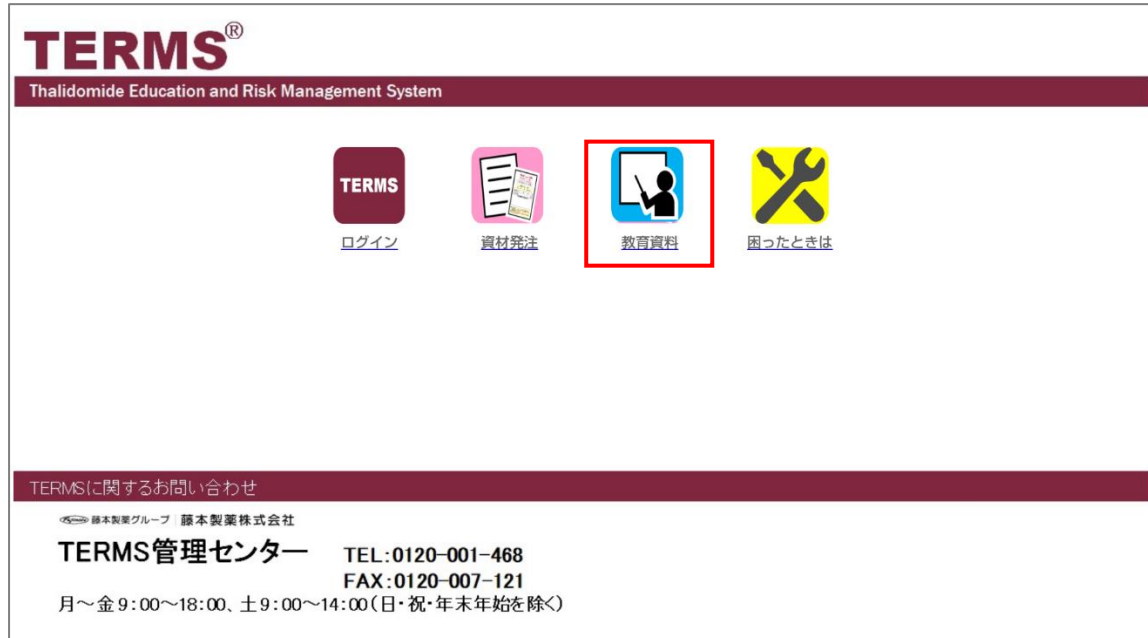 TERMS®
Thalidomide Education and Risk Management System
TERMS
ログイン 資材発注 教育資料 困ったときは
TERMSに関するお問い合わせ
藤本製薬グループ 藤本製薬株式会社
TERMS管理センター TEL:0120-001-468
FAX:0120-007-121
月～金9:00～18:00、土9:00～14:00(日・祝・年末年始を除く)